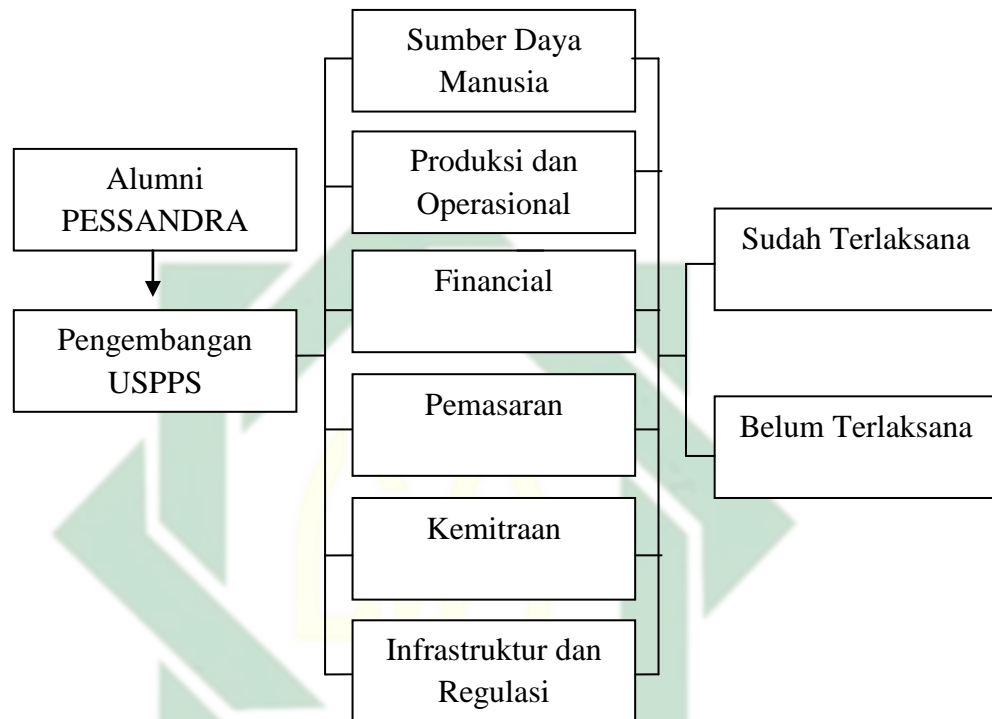 Alumni
PESSANDRA
Pengembangan
USPPS
Sumber Daya
Manusia
Produksi dan
Operasional
Financial
Pemasaran
Kemitraan
Infrastruktur dan
Regulasi
Sudah Terlaksana
Belum Terlaksana